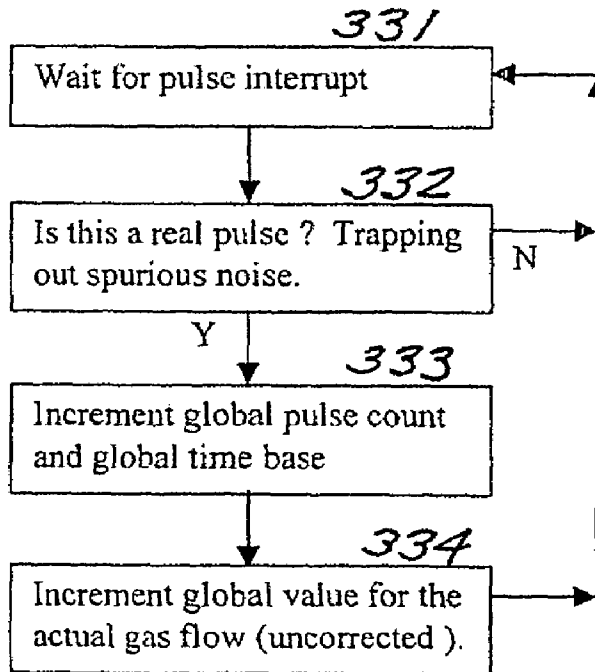 331
Wait for pulse interrupt
332
Is this a real pulse ? Trapping
out spurious noise.
N
Y
333
Increment global pulse count
and global time base
334
Increment global value for the
actual gas flow (uncorrected ).